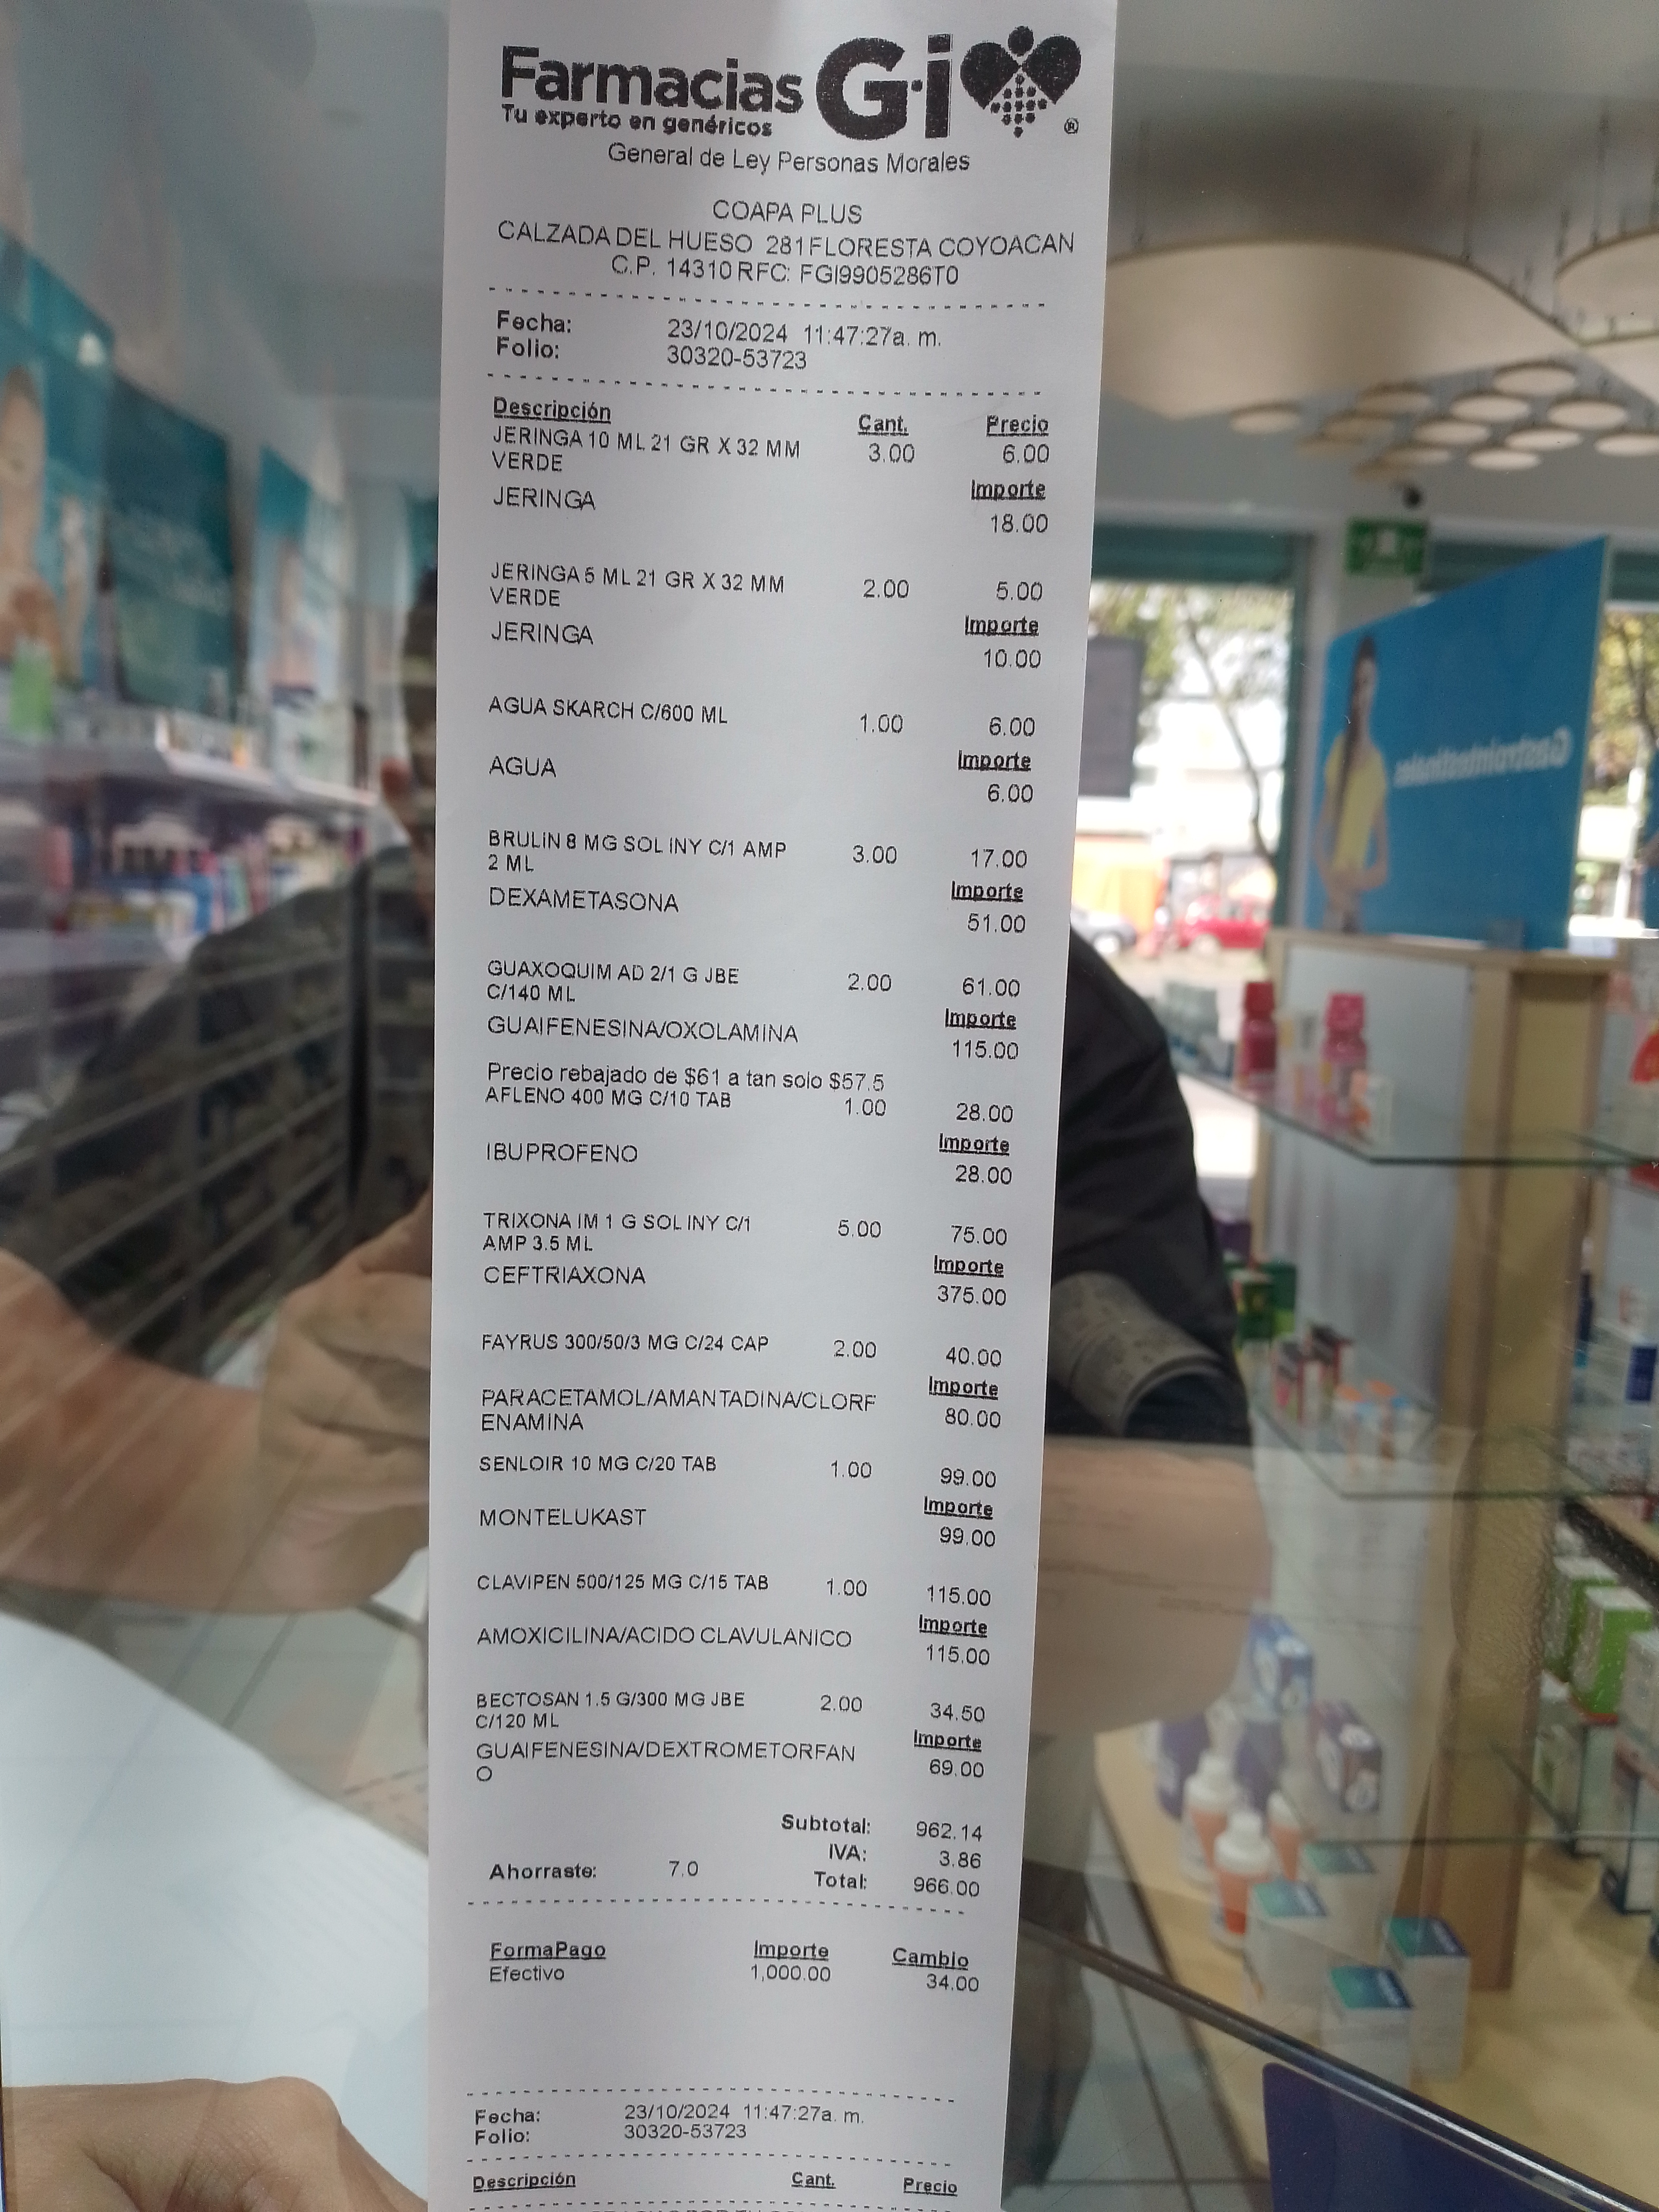 Farmacias G·i
Tu experto en genéricos
®
General de Ley Personas Morales
COAPA PLUS
CALZADA DEL HUESO 281 FLORESTA COYOACAN
C.P. 14310 RFC: FGI9905286T0
Fecha: 23/10/2024 11:47:27a. m.
Folio: 30320-53723
Descripción Cant. Precio
JERINGA 10 ML 21 GR X 32 MM 3.00 6.00
VERDE
Importe
JERINGA
18.00
JERINGA 5 ML 21 GR X 32 MM 2.00 5.00
VERDE
Importe
JERINGA
10.00
AGUA SKARCH C/600 ML 1.00 6.00
Importe
AGUA
6.00
BRULIN 8 MG SOL INY C/1 AMP 3.00 17.00
2 ML
Importe
DEXAMETASONA
51.00
GUAXOQUIM AD 2/1 G JBE 2.00 61.00
C/140 ML
Importe
GUAIFENESINA/OXOLAMINA
115.00
Precio rebajado de $61 a tan solo $57.5
AFLENO 400 MG C/10 TAB 1.00 28.00
Importe
IBUPROFENO
28.00
TRIXONA IM 1 G SOL INY C/1 5.00 75.00
AMP 3.5 ML
Importe
CEFTRIAXONA
375.00
FAYRUS 300/50/3 MG C/24 CAP 2.00 40.00
Importe
PARACETAMOL/AMANTADINA/CLORF
80.00
ENAMINA
SENLOIR 10 MG C/20 TAB 1.00 99.00
Importe
MONTELUKAST
99.00
CLAVIPEN 500/125 MG C/15 TAB 1.00 115.00
Importe
AMOXICILINA/ACIDO CLAVULANICO
115.00
BECTOSAN 1.5 G/300 MG JBE 2.00 34.50
C/120 ML
Importe
GUAIFENESINA/DEXTROMETORFAN
69.00
O
Subtotal: 962.14
IVA: 3.86
Ahorraste: 7.0 Total: 966.00
FormaPago Importe Cambio
Efectivo 1,000.00 34.00
Fecha: 23/10/2024 11:47:27a. m.
Folio: 30320-53723
Descripción Cant. Precio
Gastrointestinales